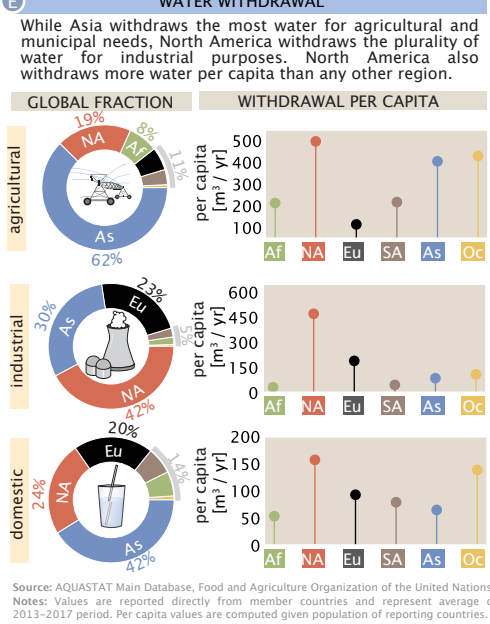 E WATER WITHDRAWAL
While Asia withdraws the most water for agricultural and
municipal needs, North America withdraws the plurality of
water for industrial purposes. North America also
withdraws more water per capita than any other region.
GLOBAL FRACTION
WITHDRAWAL PER CAPITA
agricultural
19%
8%
11%
NA
Af
As
62%
per capita
[m³ / yr]
500
400
300
200
100
Af NA Eu SA As Oc
industrial
30%
23%
5%
As
Eu
NA
42%
per capita
[m³ / yr]
600
450
300
150
0
Af NA Eu SA As Oc
domestic
20%
14%
24%
Eu
NA
As
42%
per capita
[m³ / yr]
200
150
100
50
0
Af NA Eu SA As Oc
Source: AQUASTAT Main Database, Food and Agriculture Organization of the United Nations
Notes: Values are reported directly from member countries and represent average
2013–2017 period. Per capita values are computed given population of reporting countries.